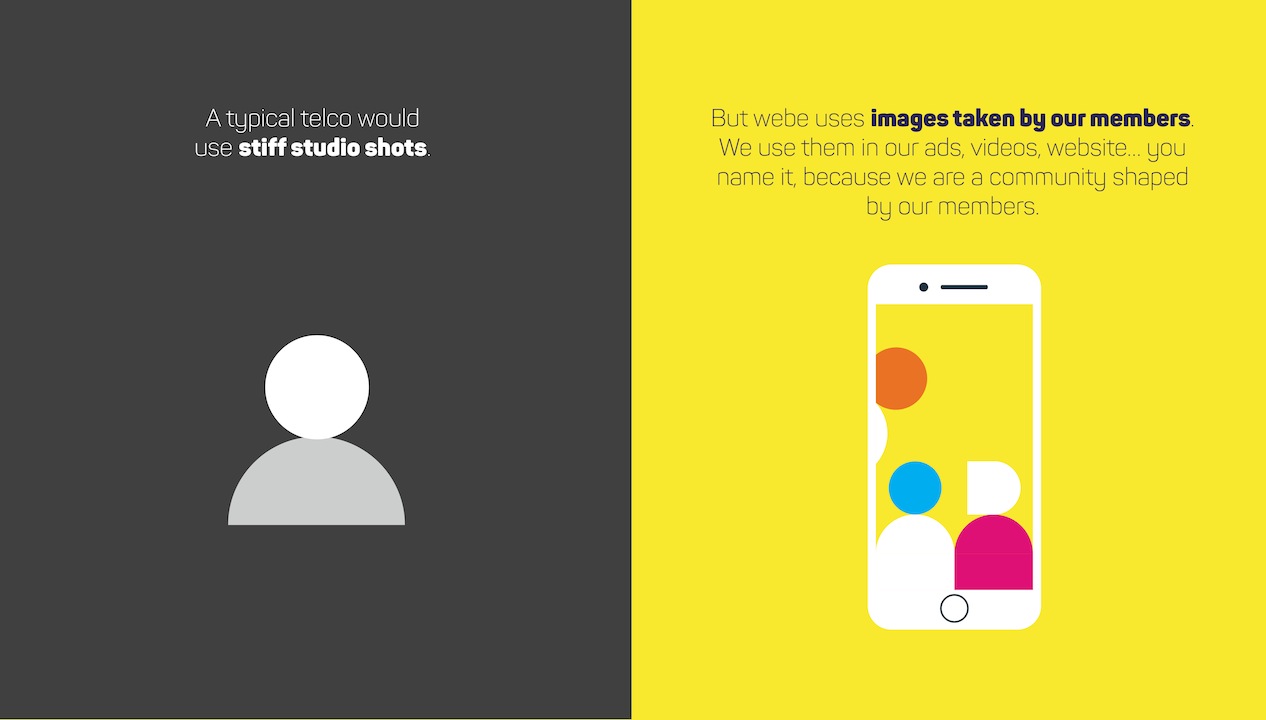 A typical telco would
use stiff studio shots.
But webe uses images taken by our members.
We use them in our ads, videos, website... you
name it, because we are a community shaped
by our members.